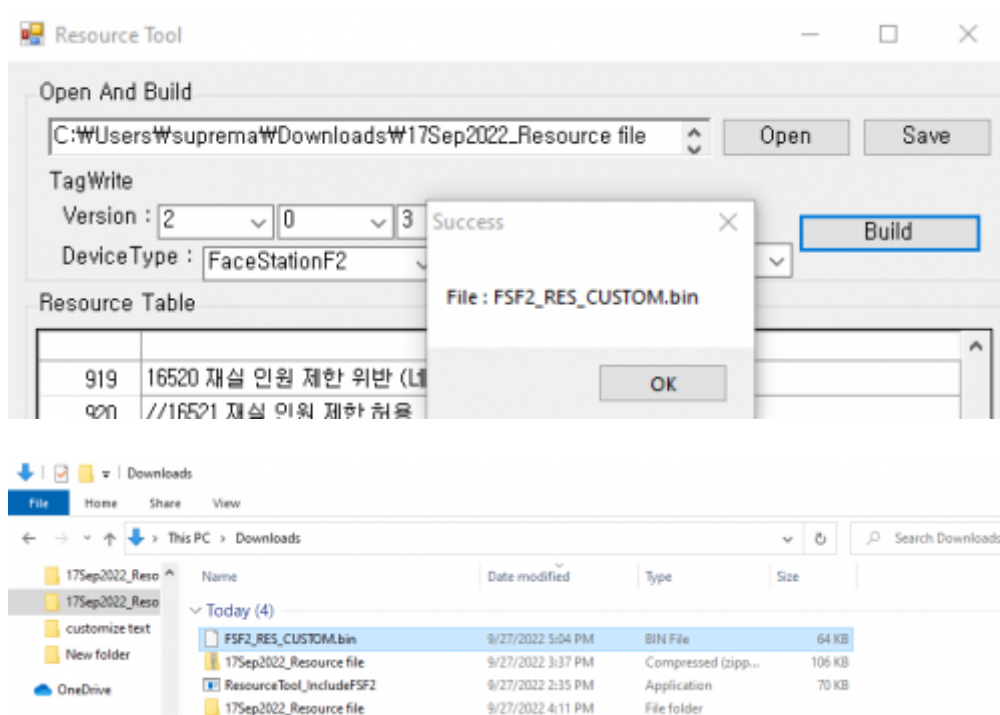 Resource Tool
Open And Build
C:₩Users₩suprema₩Downloads₩17Sep2022_Resource file
Open
Save
TagWrite
Version : 2 0 3
Success
Build
DeviceType : FaceStationF2
File : FSF2_RES_CUSTOM.bin
Resource Table
OK
919 16520 재실 인원 제한 위반 (네
920 //16521 재실 인원 제한 허용
Downloads
File Home Share View
This PC > Downloads
Search Downloads
17Sep2022_Reso
Name Date modified Type Size
17Sep2022_Reso
Today (4)
customize text
FSF2_RES_CUSTOM.bin 9/27/2022 5:04 PM BIN File 64 KB
New folder
17Sep2022_Resource file 9/27/2022 3:37 PM Compressed (zipp... 106 KB
OneDrive
ResourceTool_IncludeFSF2 9/27/2022 2:35 PM Application 70 KB
17Sep2022_Resource file 9/27/2022 4:11 PM File folder